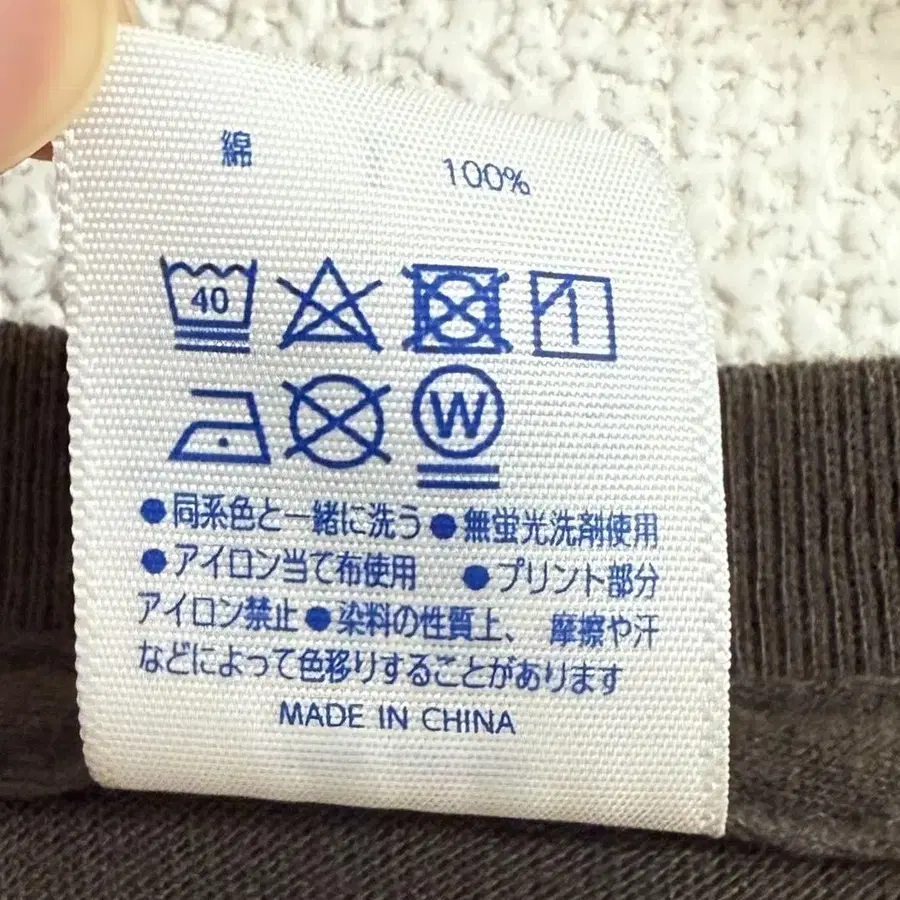 綿 100%
40
W
●同系色と一緒に洗う ●無蛍光洗剤使用
●アイロン当て布使用 ●プリント部分
アイロン禁止 ●染料の性質上、 摩擦や汗
などによって色移りすることがあります
MADE IN CHINA